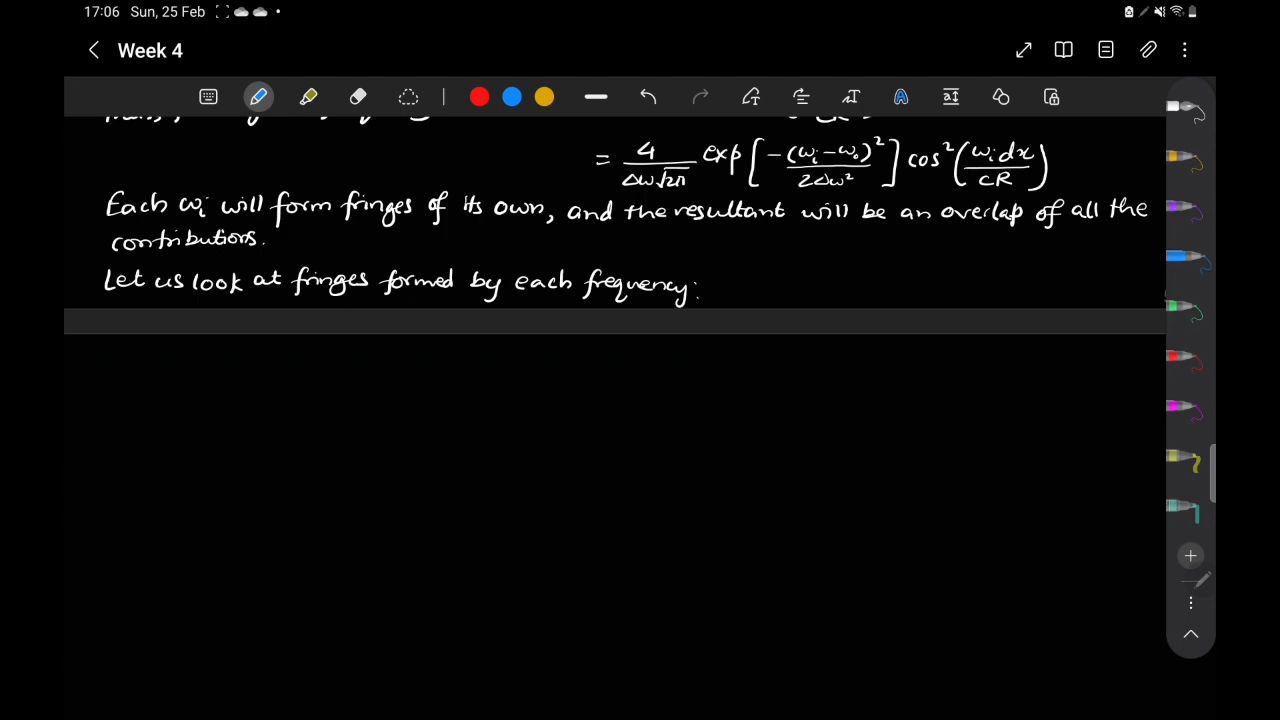 17:06 Sun, 25 Feb
Week 4
= 4/(Δω√2π) exp[-(ωᵢ-ω₀)²/2Δω²] cos²(ωᵢdx/cR)
Each ωᵢ will form fringes of its own, and the resultant will be an overlap of all the
contributions.
Let us look at fringes formed by each frequency: